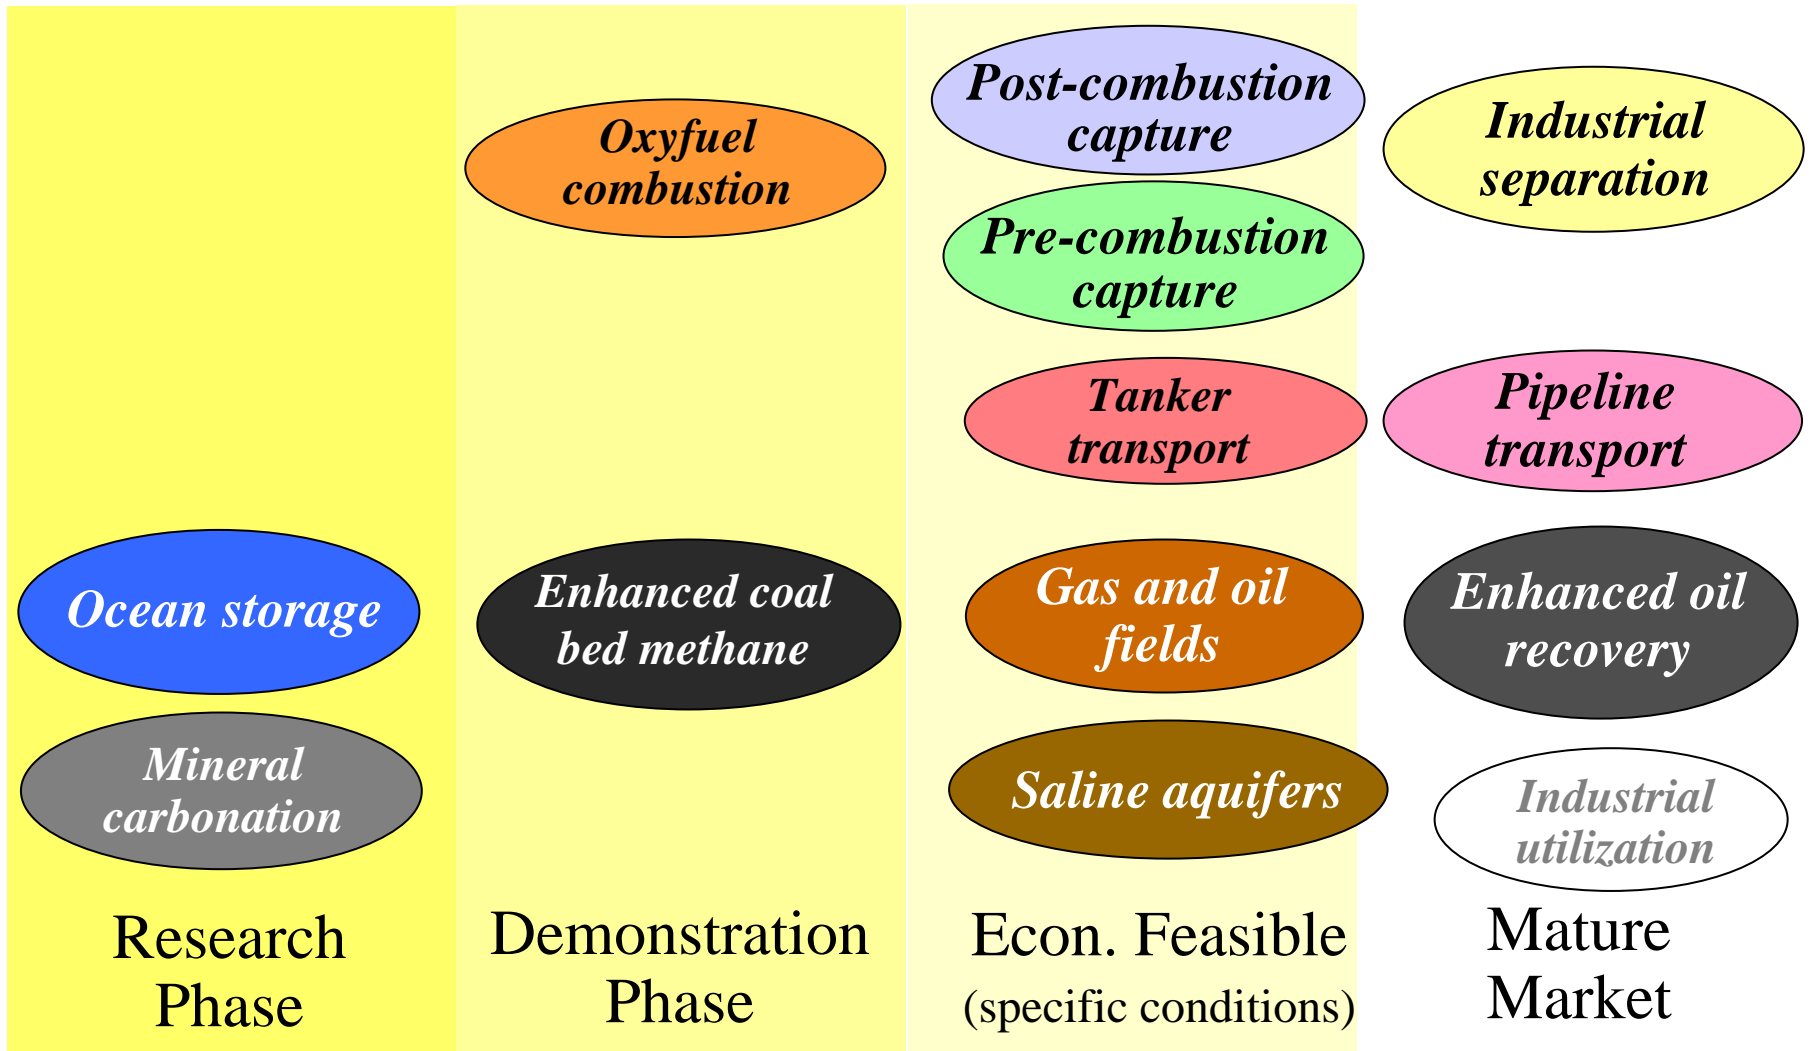 Post-combustion
capture
Industrial
separation
Oxyfuel
combustion
Pre-combustion
capture
Tanker
transport
Pipeline
transport
Ocean storage
Enhanced coal
bed methane
Gas and oil
fields
Enhanced oil
recovery
Mineral
carbonation
Saline aquifers
Industrial
utilization
Research
Phase
Demonstration
Phase
Econ. Feasible
(specific conditions)
Mature
Market